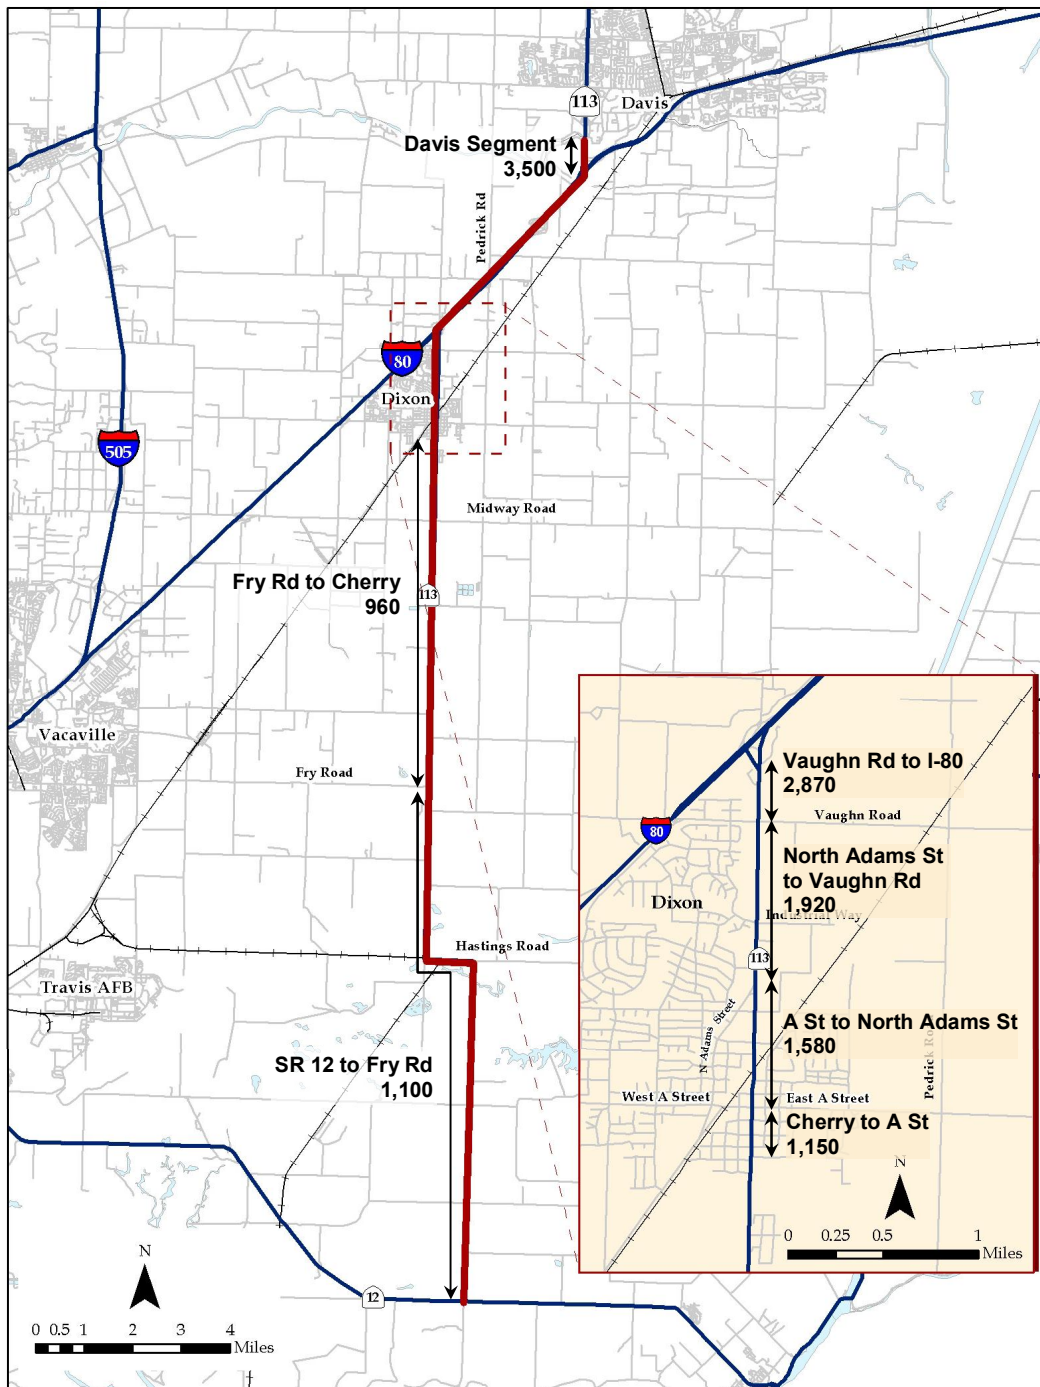 113
Davis
Davis Segment
3,500
Pedrick Rd
80
Dixon
505
Midway Road
Fry Rd to Cherry
960
113
Vacaville
Fry Road
Hastings Road
Travis AFB
SR 12 to Fry Rd
1,100
12
N
0 0.5 1 2 3 4
Miles
Vaughn Rd to I-80
2,870
Vaughn Road
80
North Adams St
to Vaughn Rd
1,920
Dixon
Industrial Way
113
N Adams Street
A St to North Adams St
1,580
Pedrick Road
West A Street
East A Street
Cherry to A St
1,150
N
0 0.25 0.5 1
Miles